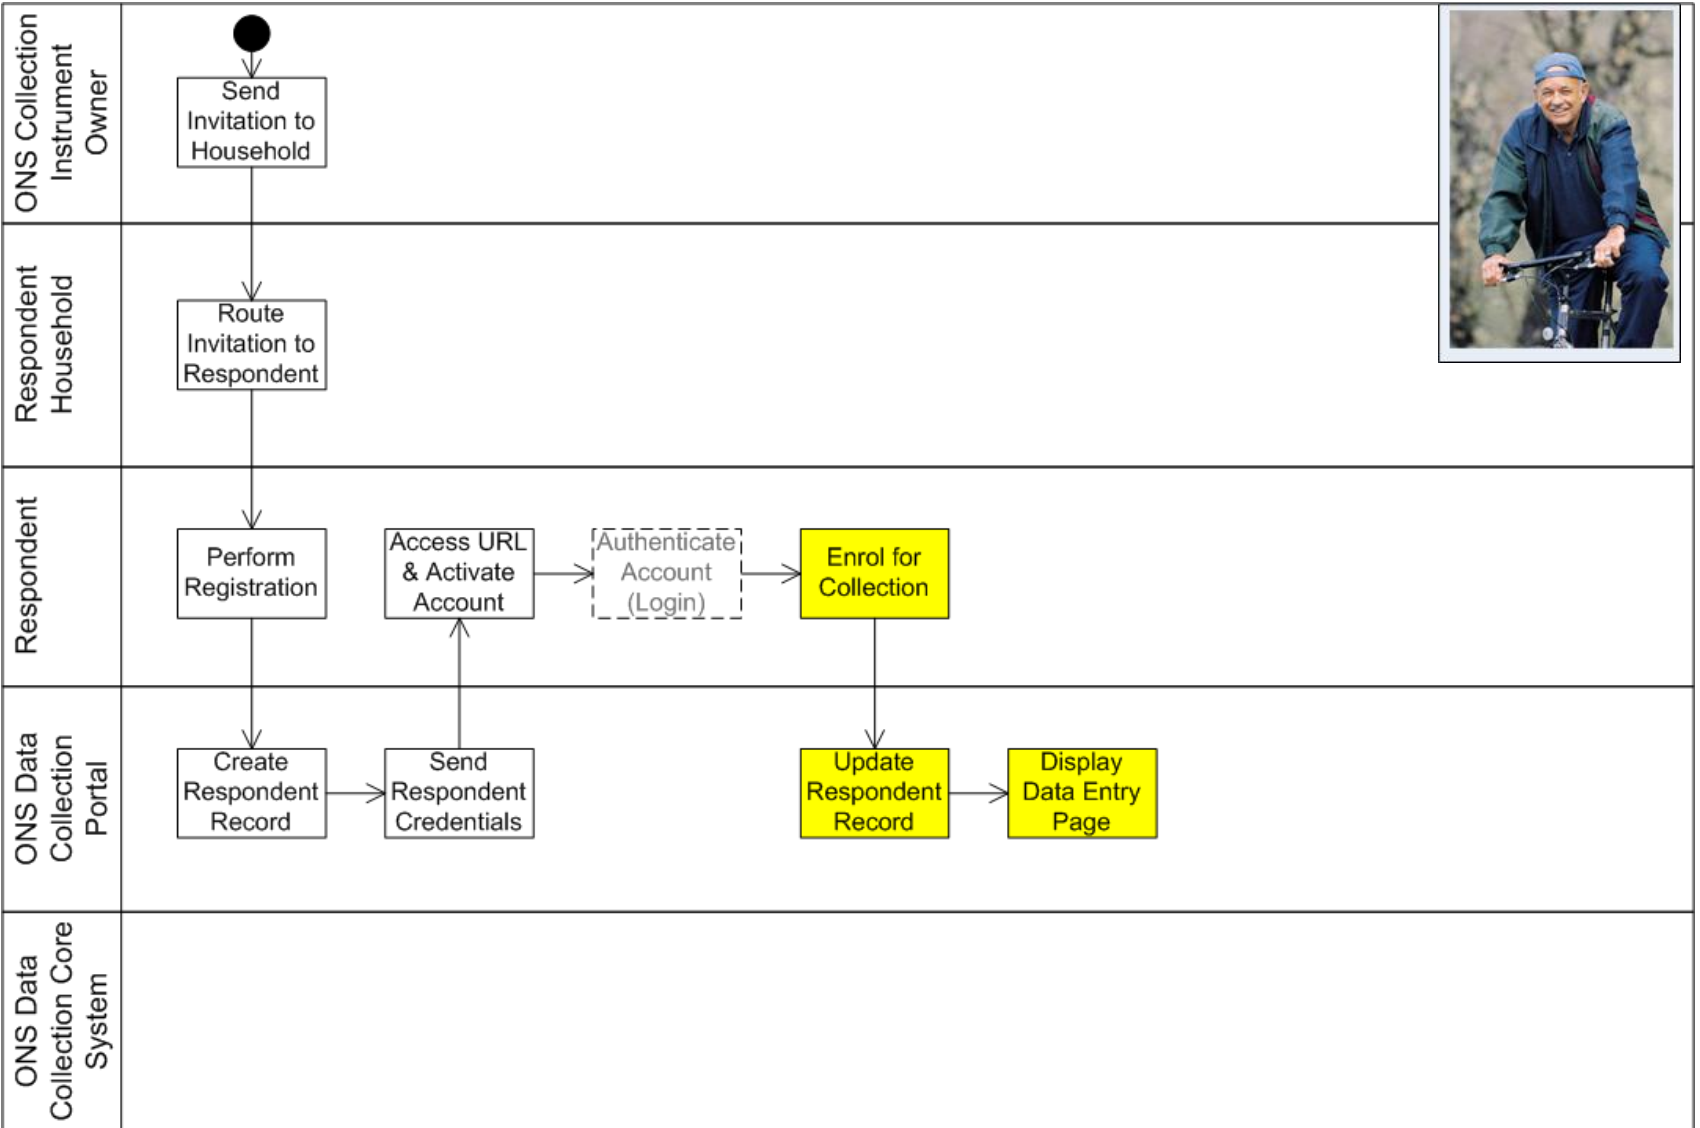 ONS Collection
Instrument
Owner
Send
Invitation to
Household
Respondent
Household
Route
Invitation to
Respondent
Respondent
Perform
Registration
Access URL
& Activate
Account
Authenticate
Account
(Login)
Enrol for
Collection
ONS Data
Collection
Portal
Create
Respondent
Record
Send
Respondent
Credentials
Update
Respondent
Record
Display
Data Entry
Page
ONS Data
Collection Core
System